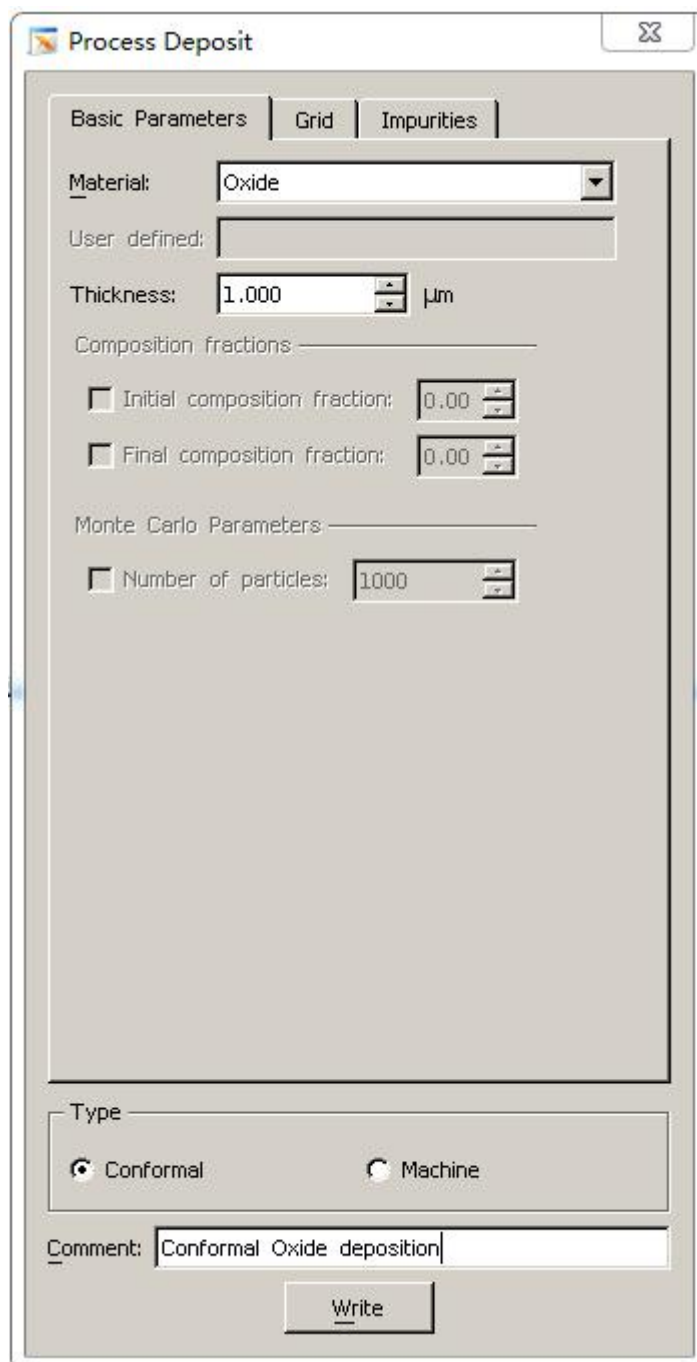 Process Deposit
Basic Parameters Grid Impurities
Material: Oxide
User defined:
Thickness: 1.000 µm
Composition fractions
Initial composition fraction: 0.00
Final composition fraction: 0.00
Monte Carlo Parameters
Number of particles: 1000
Type
Conformal Machine
Comment: Conformal Oxide deposition
Write